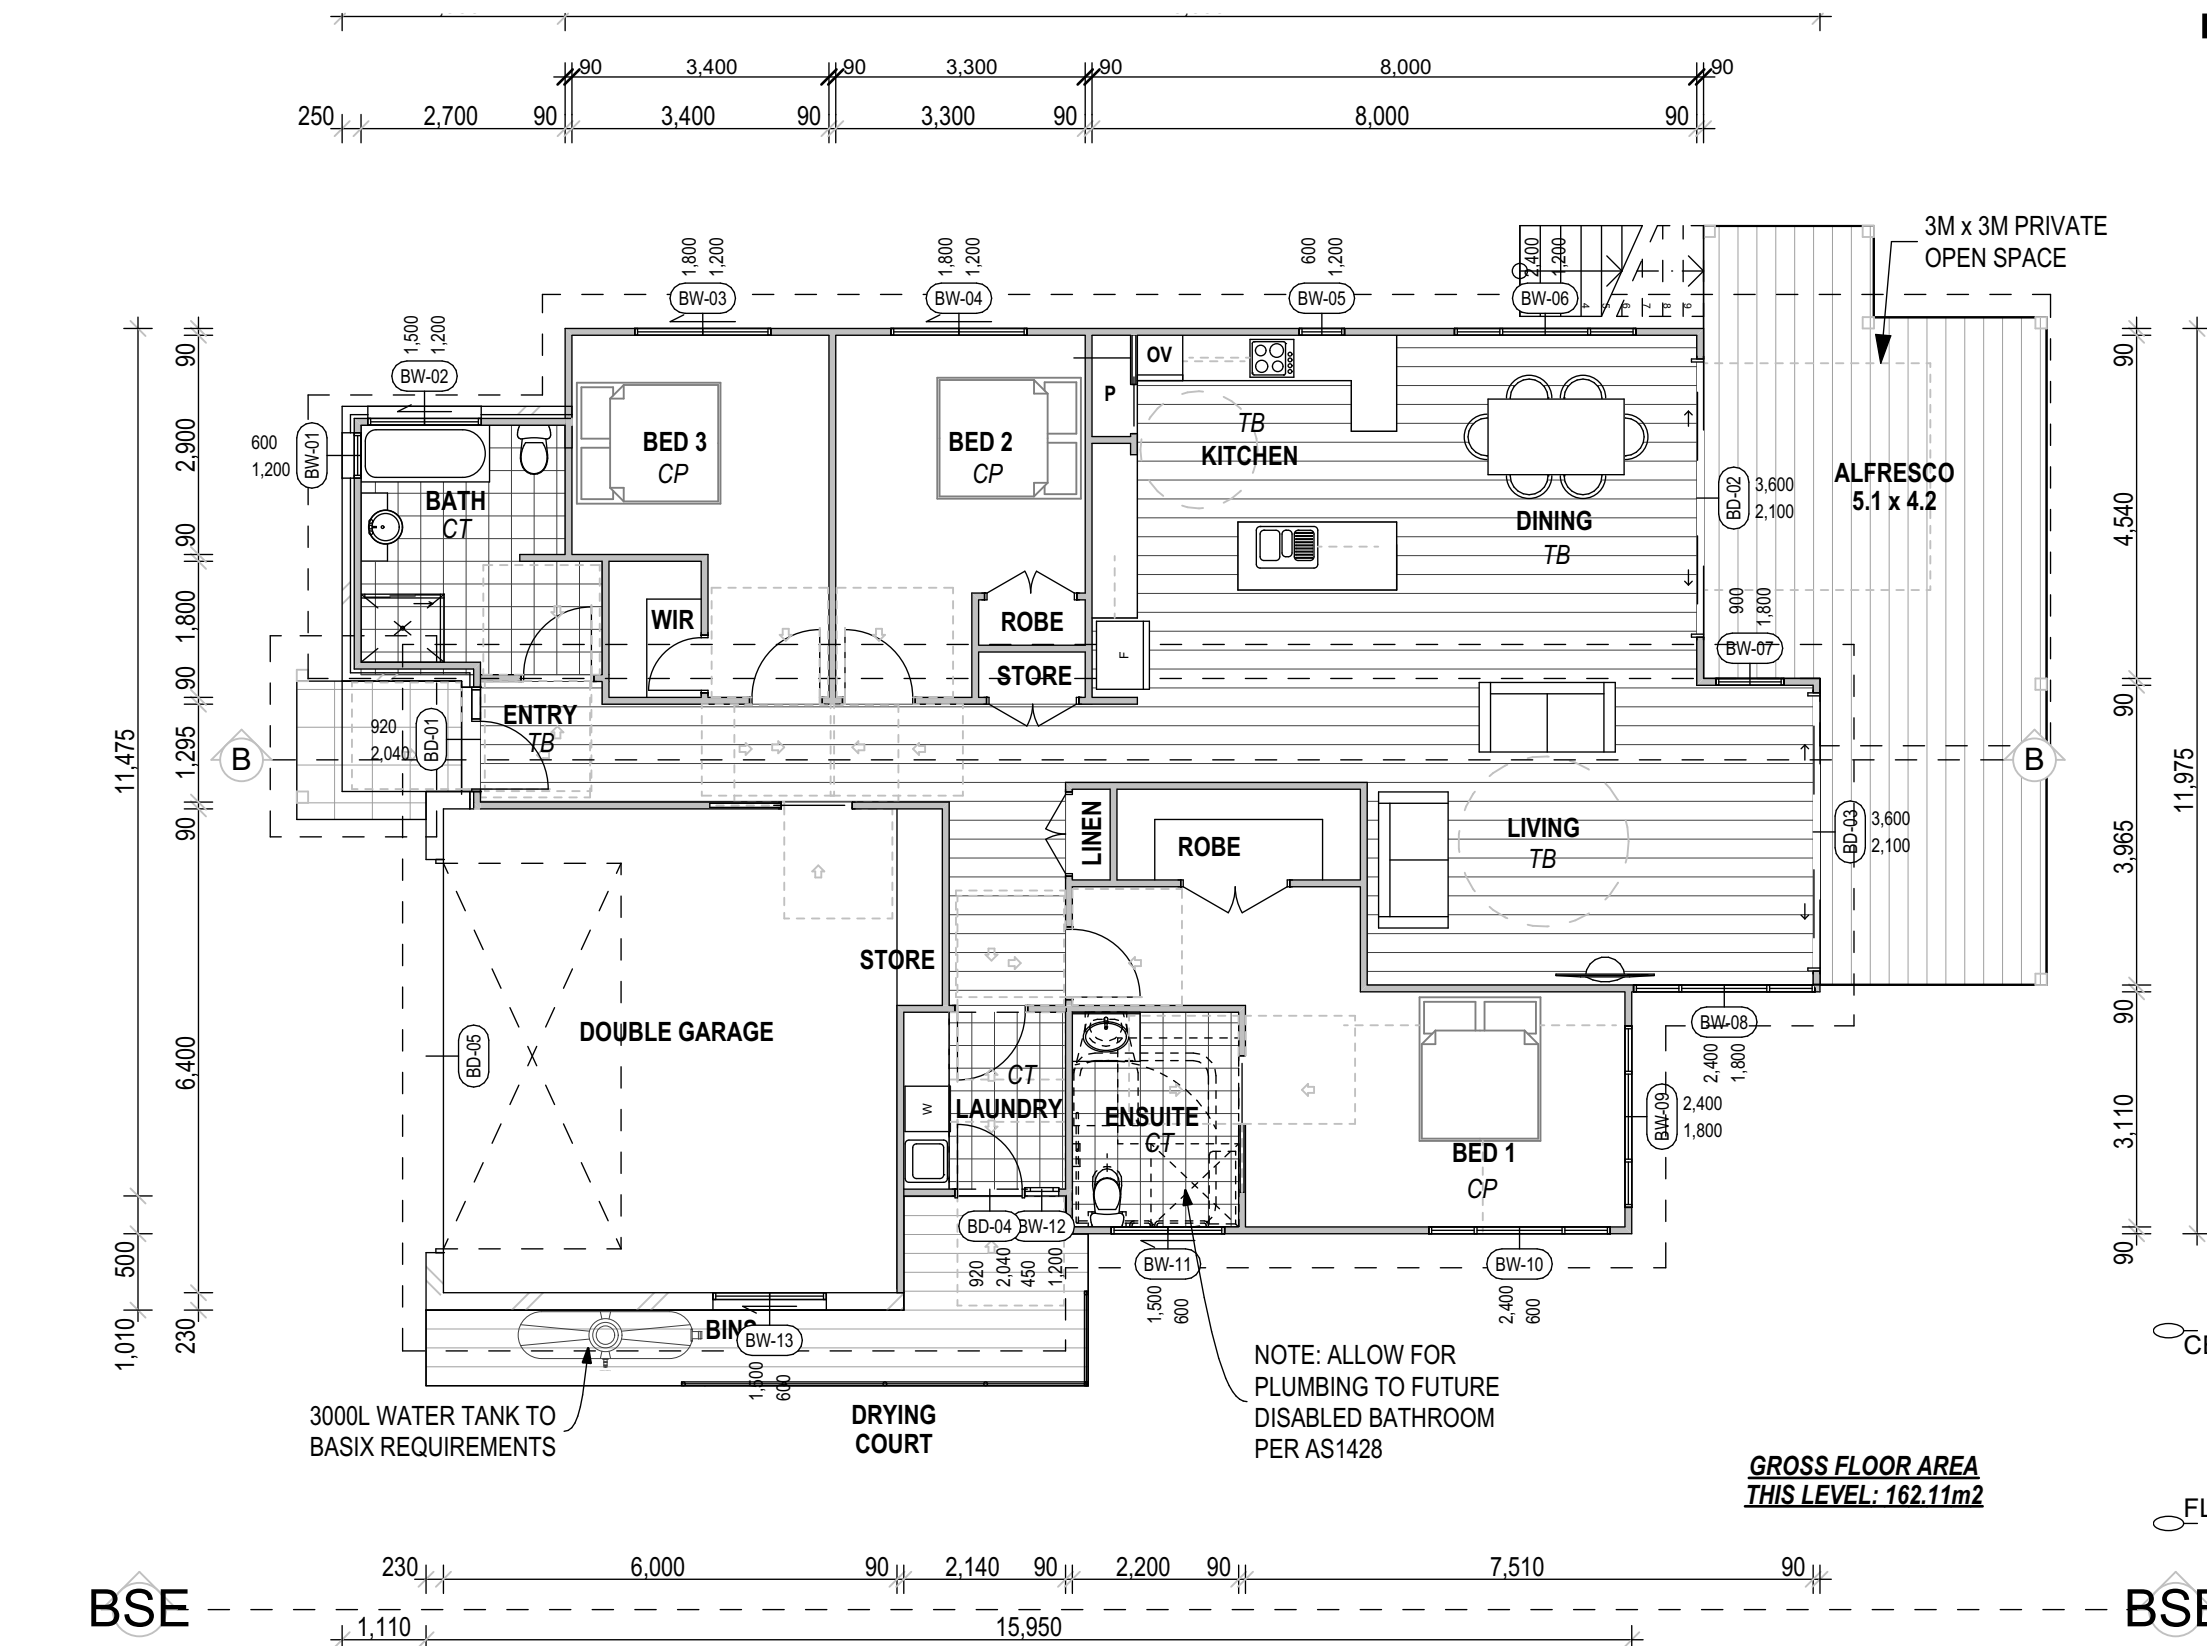 90 3,400 90 3,300 90 8,000 90
250 2,700 90 3,400 90 3,300 90 8,000 90
3M x 3M PRIVATE
OPEN SPACE
1,800
1,200
BW-03
1,800
1,200
BW-04
600
1,200
BW-05
2,400
1,200
BW-06
4 5 6 7 8 9
1,500
1,200
BW-02
600
1,200
BW-01
OV
P
BED 3
CP
BED 2
CP
TB
KITCHEN
BATH
CT
DINING
TB
BD-02
3,600
2,100
ALFRESCO
5.1 x 4.2
900
1,800
BW-07
WIR
ROBE
STORE
F
ENTRY
TB
920
2,040
BD-01
B
B
LINEN
ROBE
LIVING
TB
BD-03
3,600
2,100
STORE
DOUBLE GARAGE
BD-05
CT
LAUNDRY
W
ENSUITE
CT
BED 1
CP
BW-08
2,400
1,800
BW-09
2,400
1,800
BD-04
BW-12
920
2,040
450
1,200
BW-11
1,500
600
BW-10
2,400
600
BINS
BW-13
1,500
600
3000L WATER TANK TO
BASIX REQUIREMENTS
DRYING
COURT
NOTE: ALLOW FOR
PLUMBING TO FUTURE
DISABLED BATHROOM
PER AS1428
GROSS FLOOR AREA
THIS LEVEL: 162.11m2
11,475
500
1,010
90
2,900
90
1,800
90
1,295
90
6,400
230
90
4,540
90
3,965
90
3,110
90
11,975
230 6,000 90 2,140 90 2,200 90 7,510 90
BSE
BSE
1,110 15,950